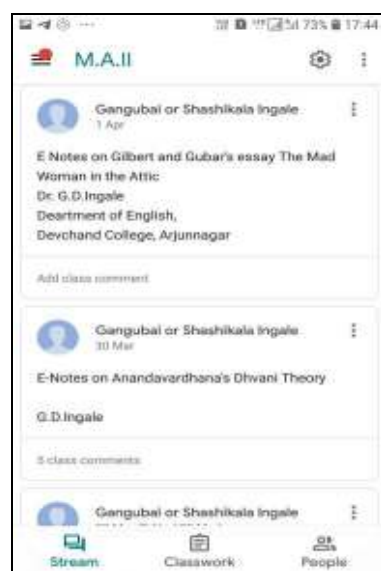 73% 17:44
M.A.II
Gangubai or Shashikala Ingale
1 Apr
E Notes on Gilbert and Gubar's essay The Mad
Woman in the Attic
Dr. G.D.Ingale
Deartment of English,
Devchand College, Arjunnagar
Add class comment
Gangubai or Shashikala Ingale
30 Mar
E-Notes on Anandavardhana's Dhvani Theory
G.D.Ingale
5 class comments
Gangubai or Shashikala Ingale
Stream Classwork People